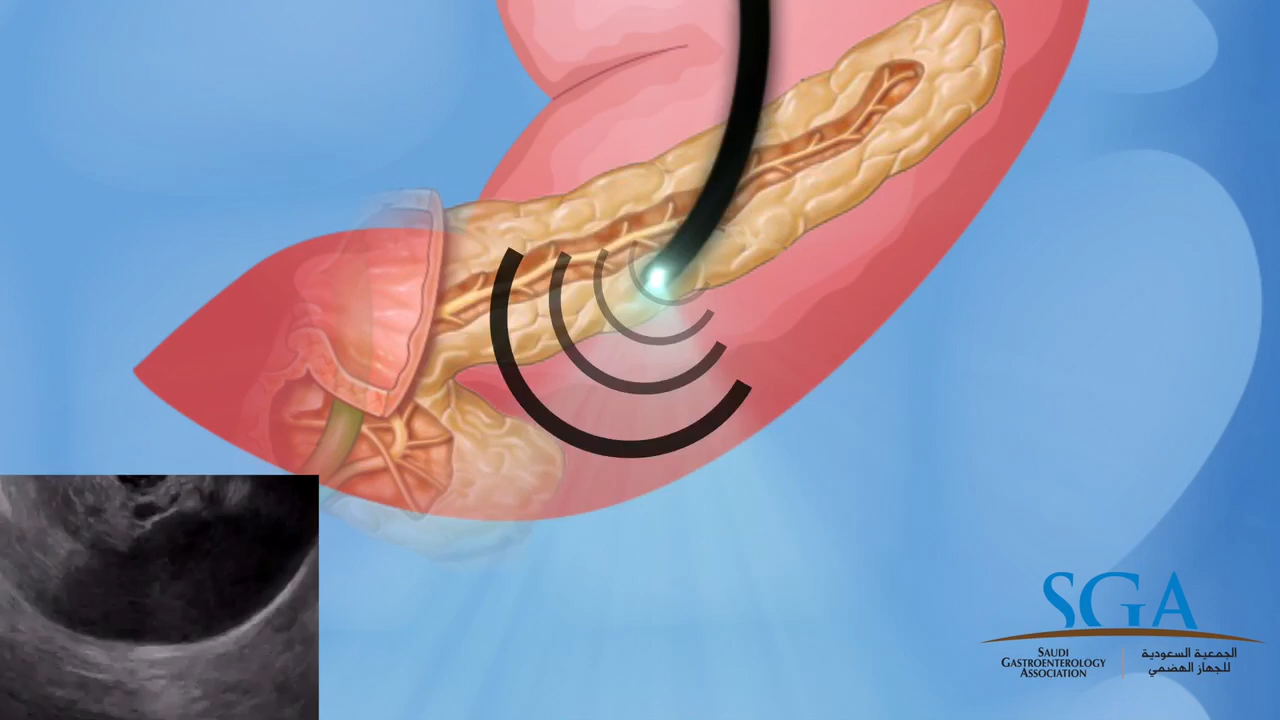 SGA
SAUDI
GASTROENTEROLOGY
ASSOCIATION
الجمعية السعودية
للجهاز الهضمي